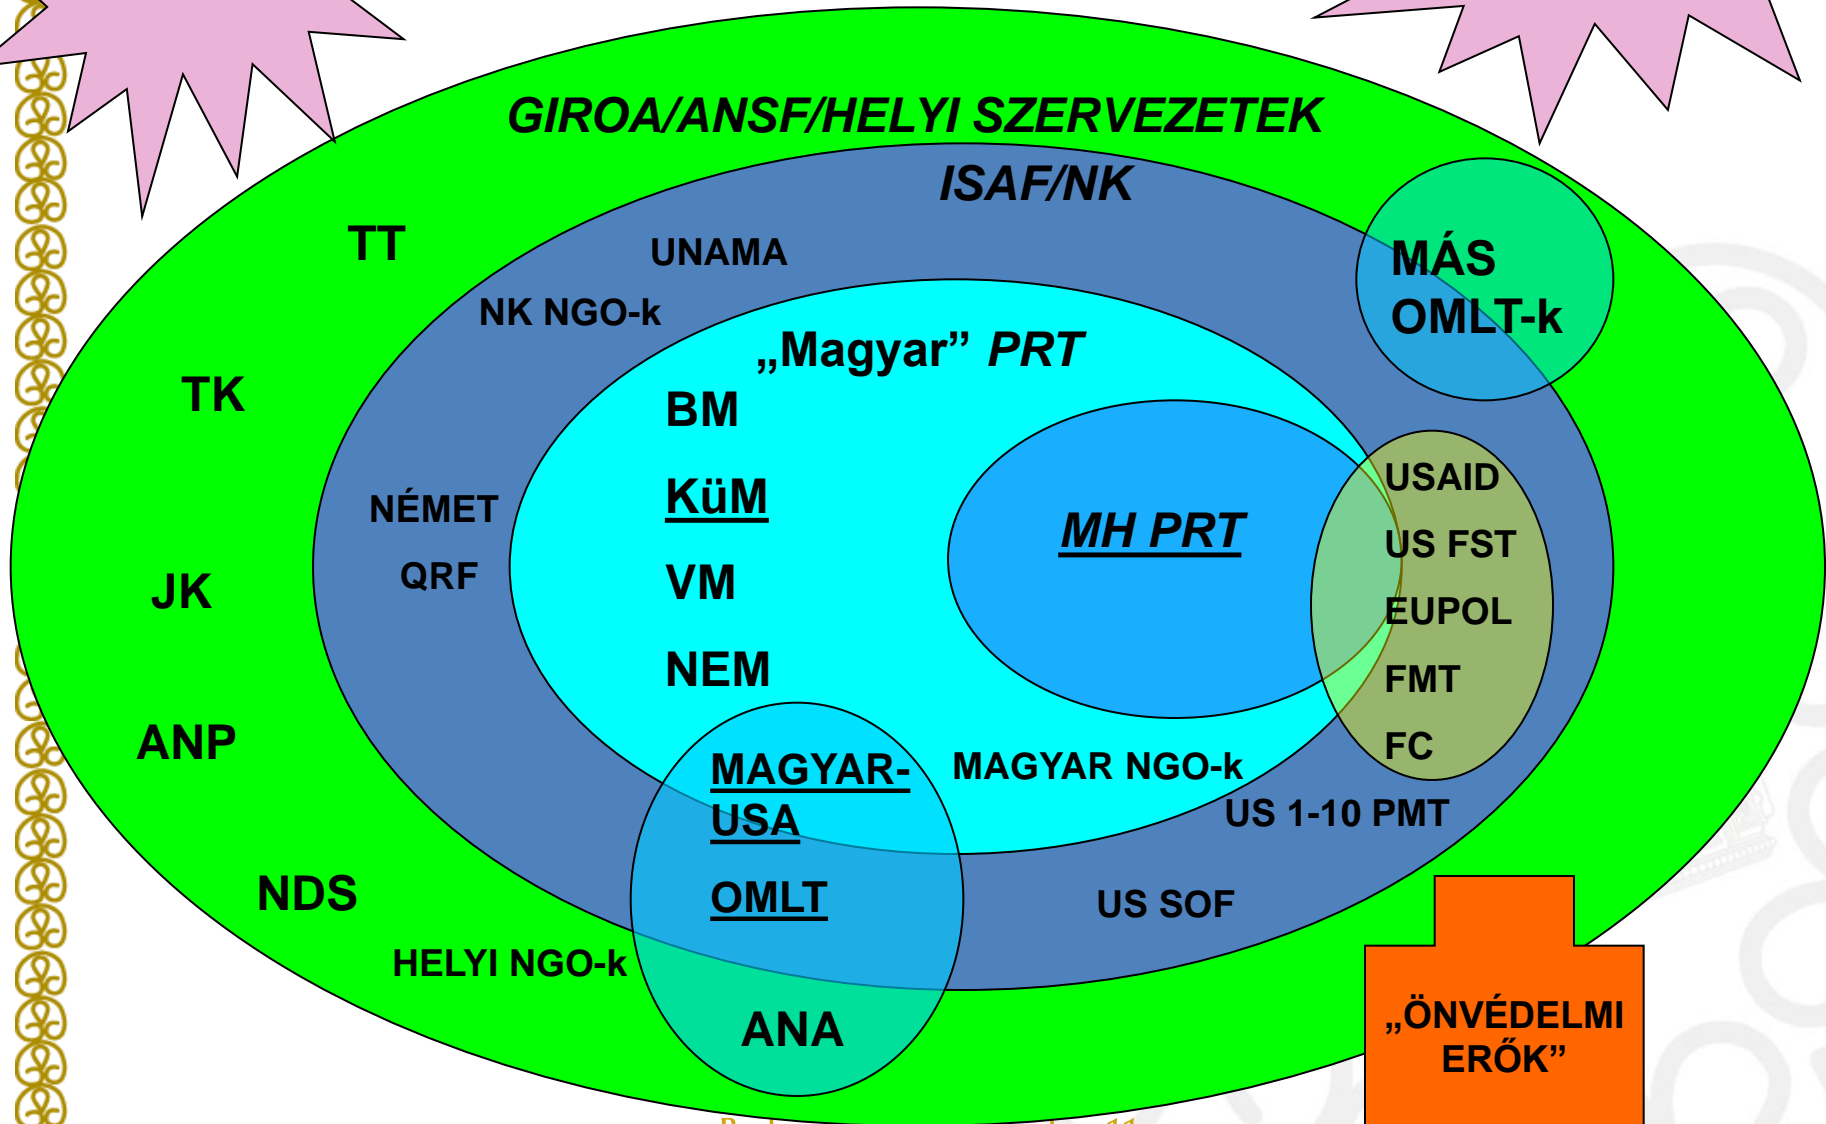 GIROA/ANSF/HELYI SZERVEZETEK
ISAF/NK
TT
UNAMA
MÁS
OMLT-k
NK NGO-k
„Magyar” PRT
TK
BM
USAID
KüM
NÉMET
MH PRT
US FST
QRF
VM
JK
EUPOL
NEM
FMT
ANP
FC
MAGYAR-
USA
MAGYAR NGO-k
US 1-10 PMT
NDS
OMLT
US SOF
HELYI NGO-k
ANA
„ÖNVÉDELMI
ERŐK”